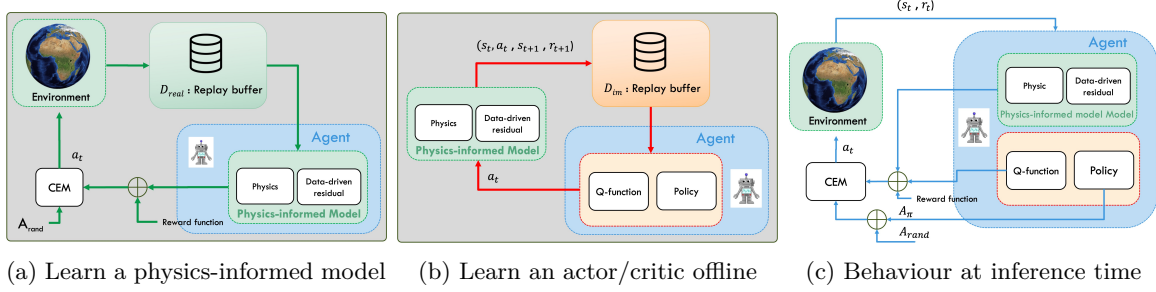 Environment
D_real : Replay buffer
a_t
Agent
CEM
Physics
Data-driven
residual
Physics-informed Model
A_rand
Reward function
(a) Learn a physics-informed model
(s_t, a_t , s_{t+1} , r_{t+1})
D_im : Replay buffer
Physics
Data-driven
residual
Physics-informed Model
a_t
Agent
Q-function
Policy
(b) Learn an actor/critic offline
(s_t , r_t)
Agent
Environment
Physic
Data-driven
residual
Physics-informed model Model
a_t
CEM
Q-function
Policy
Reward function
A_π
A_rand
(c) Behaviour at inference time